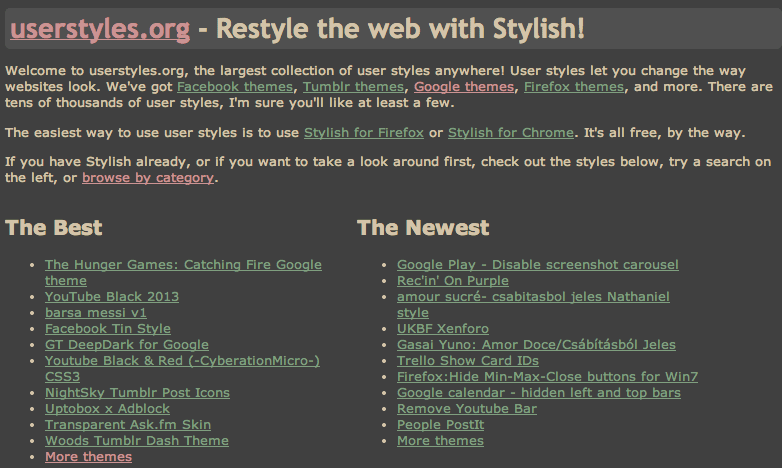 userstyles.org - Restyle the web with Stylish!
Welcome to userstyles.org, the largest collection of user styles anywhere! User styles let you change the way
websites look. We've got Facebook themes, Tumblr themes, Google themes, Firefox themes, and more. There are
tens of thousands of user styles, I'm sure you'll like at least a few.
The easiest way to use user styles is to use Stylish for Firefox or Stylish for Chrome. It's all free, by the way.
If you have Stylish already, or if you want to take a look around first, check out the styles below, try a search on
the left, or browse by category.
The Best
• The Hunger Games: Catching Fire Google
theme
• YouTube Black 2013
• barsa messi v1
• Facebook Tin Style
• GT DeepDark for Google
• Youtube Black & Red (-CyberationMicro-)
CSS3
• NightSky Tumblr Post Icons
• Uptobox x Adblock
• Transparent Ask.fm Skin
• Woods Tumblr Dash Theme
• More themes
The Newest
• Google Play - Disable screenshot carousel
• Rec'in' On Purple
• amour sucré- csabitasbol jeles Nathaniel
style
• UKBF Xenforo
• Gasai Yuno: Amor Doce/Csábításból Jeles
• Trello Show Card IDs
• Firefox:Hide Min-Max-Close buttons for Win7
• Google calendar - hidden left and top bars
• Remove Youtube Bar
• People PostIt
• More themes